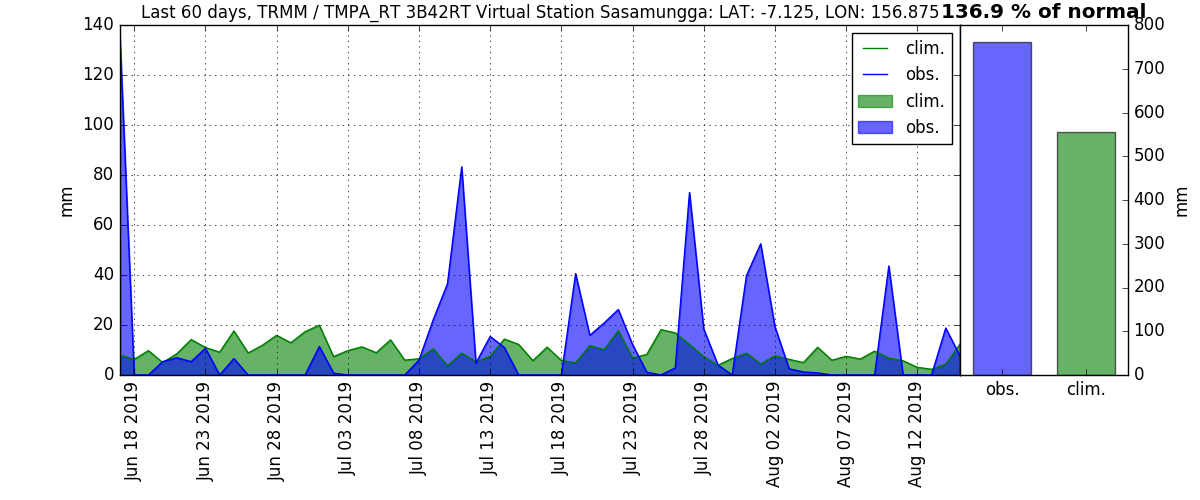 Last 60 days, TRMM / TMPA_RT 3B42RT Virtual Station Sasamungga: LAT: -7.125, LON: 156.875
136.9 % of normal
mm
140
120
100
80
60
40
20
0
clim.
obs.
clim.
obs.
Jun 18 2019
Jun 23 2019
Jun 28 2019
Jul 03 2019
Jul 08 2019
Jul 13 2019
Jul 18 2019
Jul 23 2019
Jul 28 2019
Aug 02 2019
Aug 07 2019
Aug 12 2019
800
700
600
500
400
300
200
100
0
mm
obs.
clim.